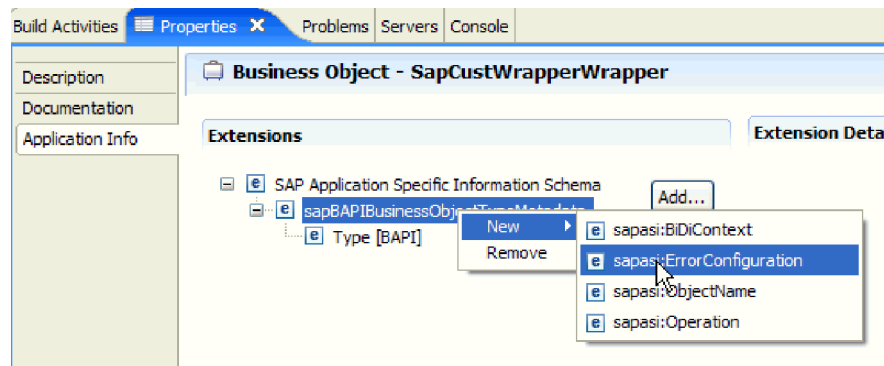 Build Activities Properties Problems Servers Console
Description
Documentation
Application Info
Business Object - SapCustWrapperWrapper
Extensions
Extension Deta
SAP Application Specific Information Schema
Add...
sapBAPIBusinessObjectTypeMetadata
Type [BAPI]
New
Remove
sapasi:BiDiContext
sapasi:ErrorConfiguration
sapasi:ObjectName
sapasi:Operation